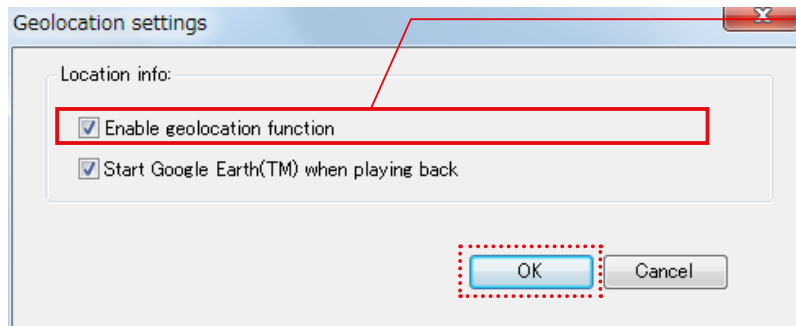 Geolocation settings
Location info:
Enable geolocation function
Start Google Earth(TM) when playing back
OK
Cancel